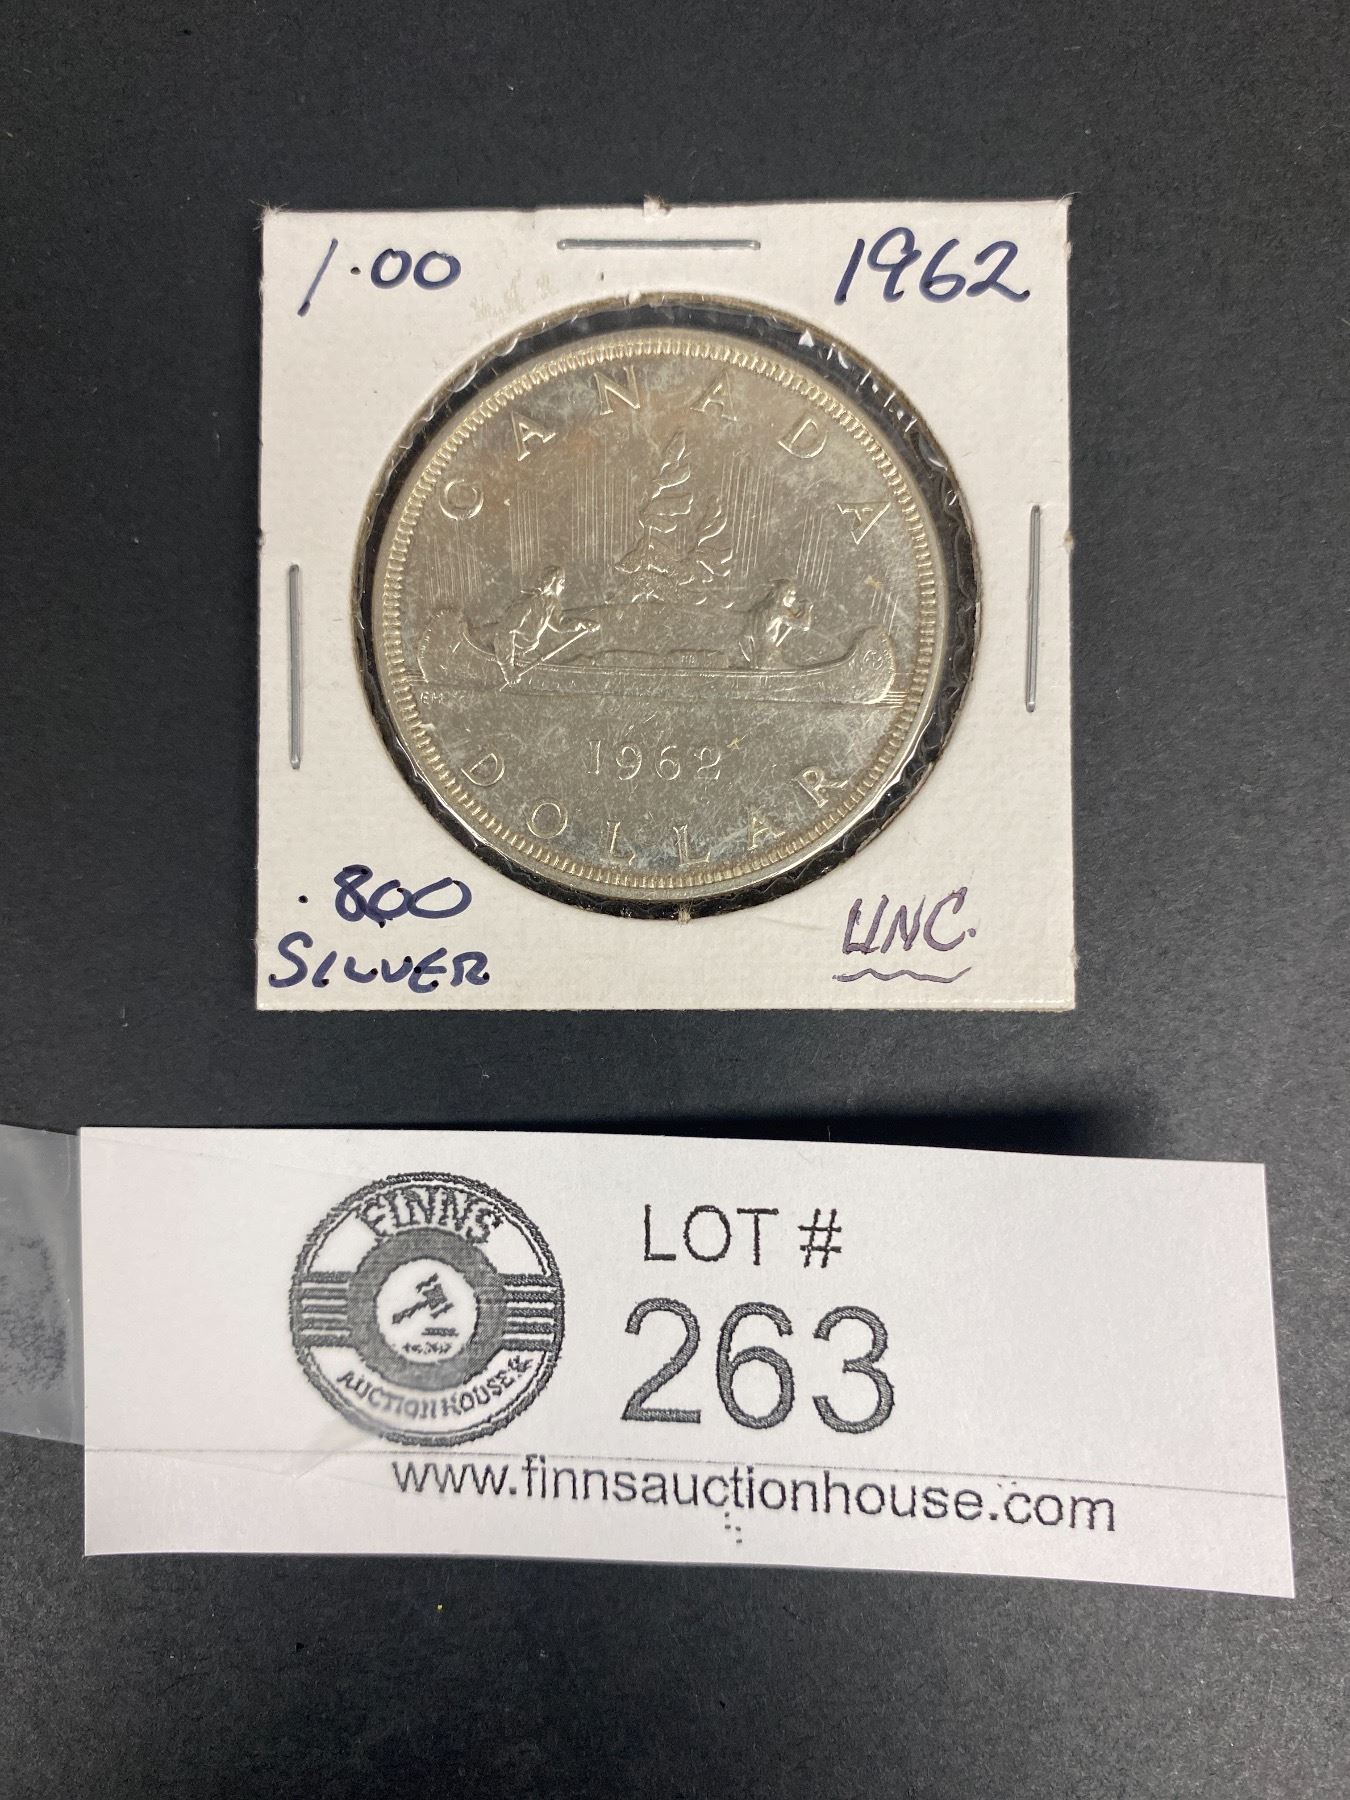 1.00
1962
CANADA
1962
DOLLAR
.800
SILVER
UNC.
FINNS
AUCTION HOUSE
LOT #
263
www.finnsauctionhouse.com